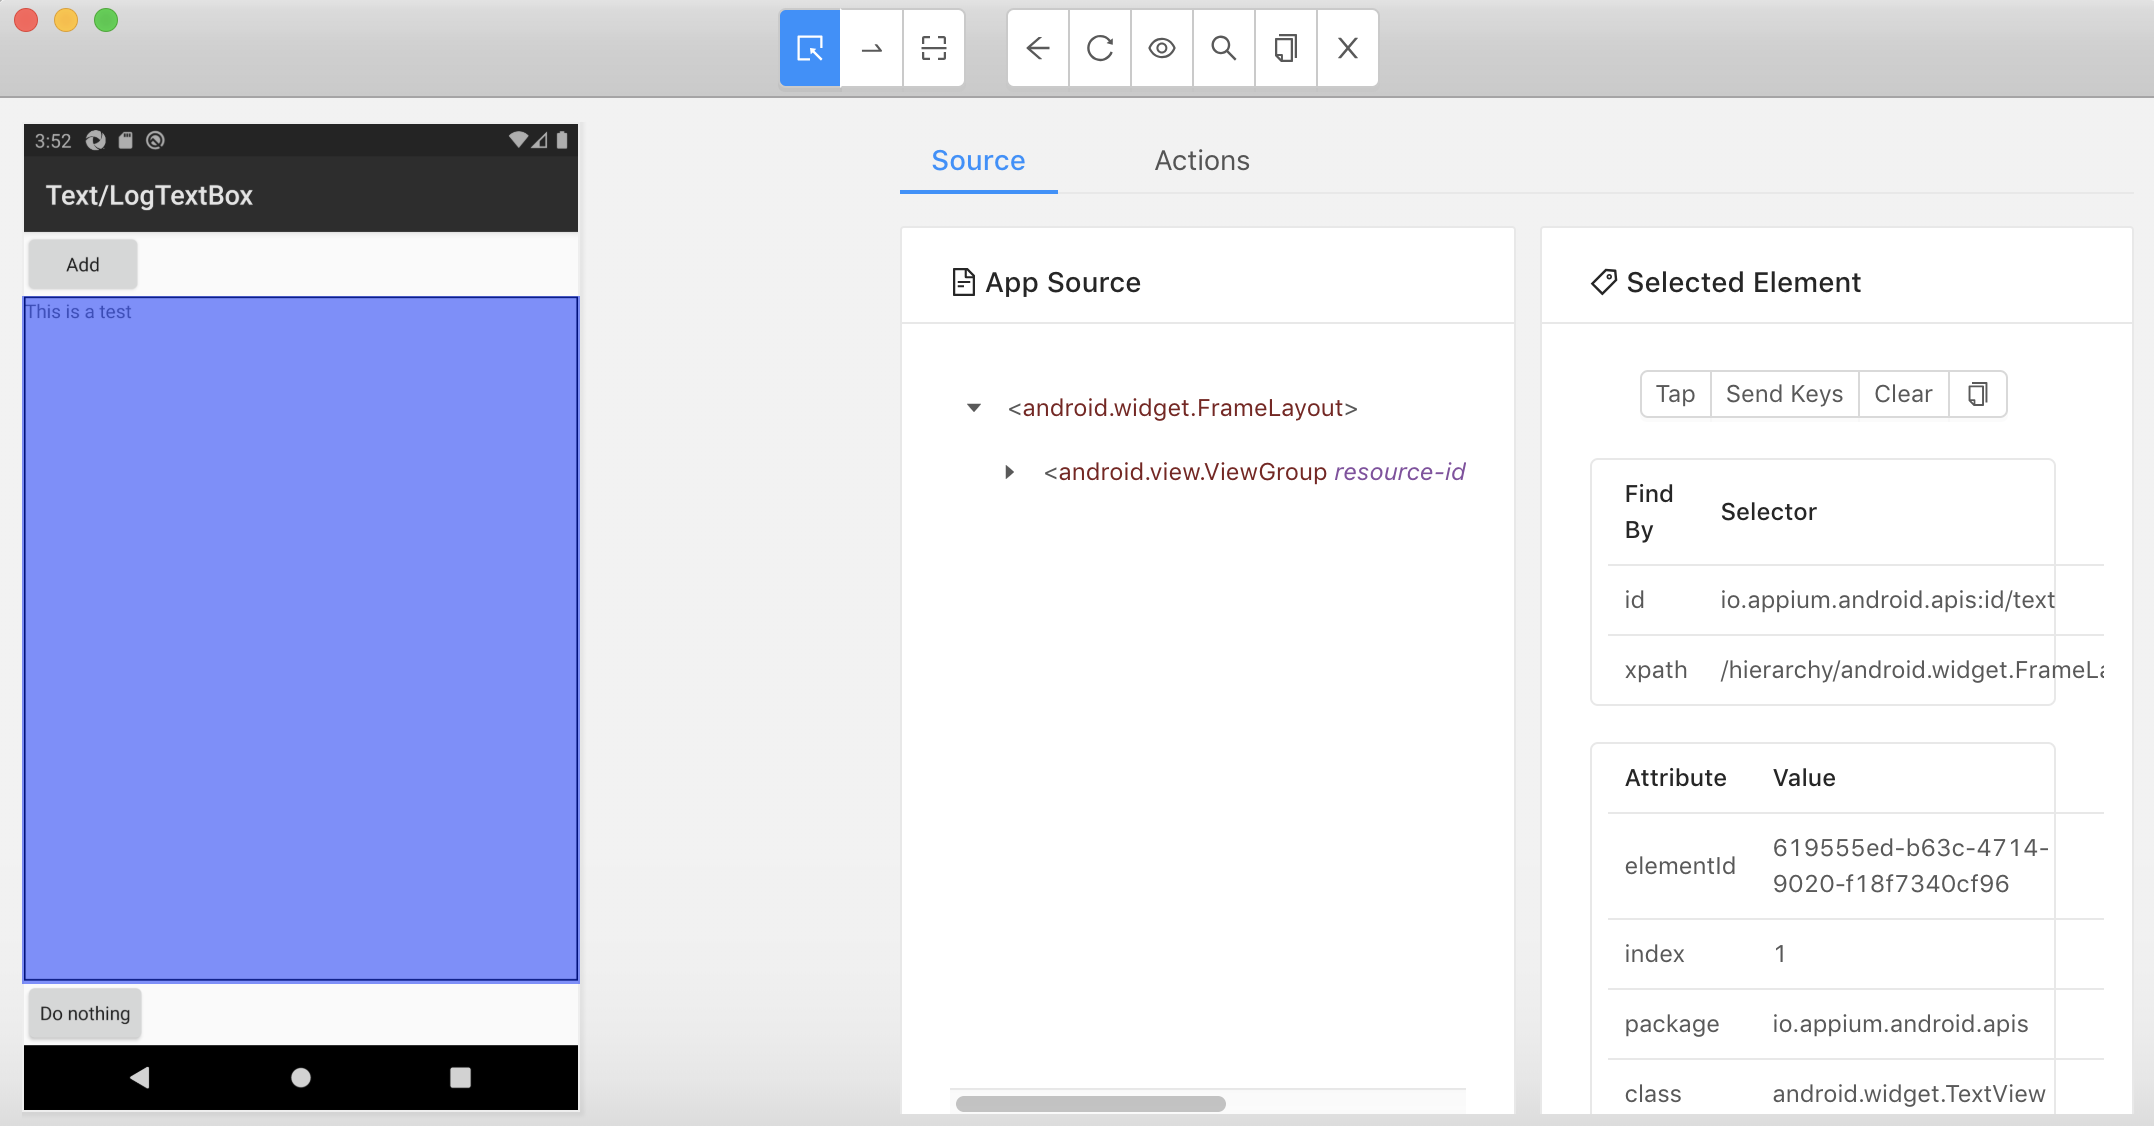 3:52
Text/LogTextBox
Add
This is a test
Do nothing
Source
Actions
App Source
<android.widget.FrameLayout>
<android.view.ViewGroup resource-id
Selected Element
Tap
Send Keys
Clear
Find By
Selector
id
io.appium.android.apis:id/text
xpath
/hierarchy/android.widget.FrameLa
Attribute
Value
elementId
619555ed-b63c-4714-
9020-f18f7340cf96
index
1
package
io.appium.android.apis
class
android.widget.TextView